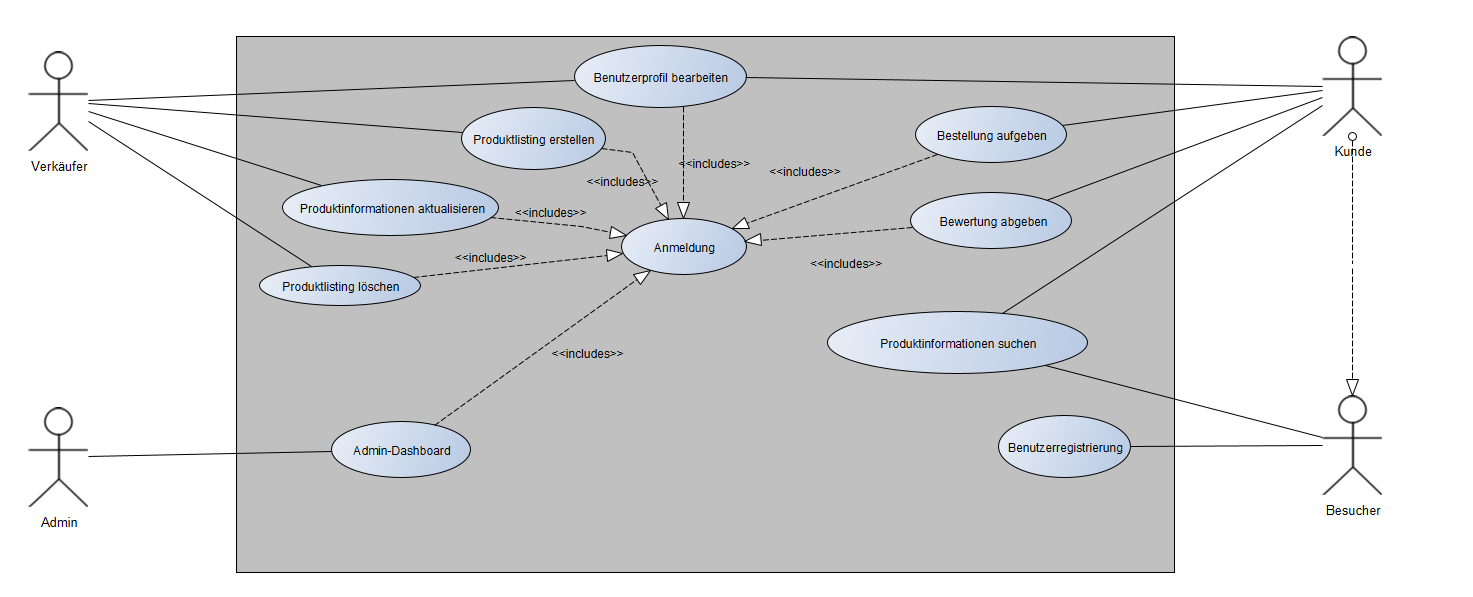 Benutzerprofil bearbeiten
Produktlisting erstellen
Bestellung aufgeben
Kunde
Verkäufer
<<includes>>
<<includes>>
<<includes>>
Produktinformationen aktualisieren
<<includes>>
Bewertung abgeben
Anmeldung
<<includes>>
<<includes>>
Produktlisting löschen
Produktinformationen suchen
<<includes>>
Admin-Dashboard
Benutzerregistrierung
Besucher
Admin